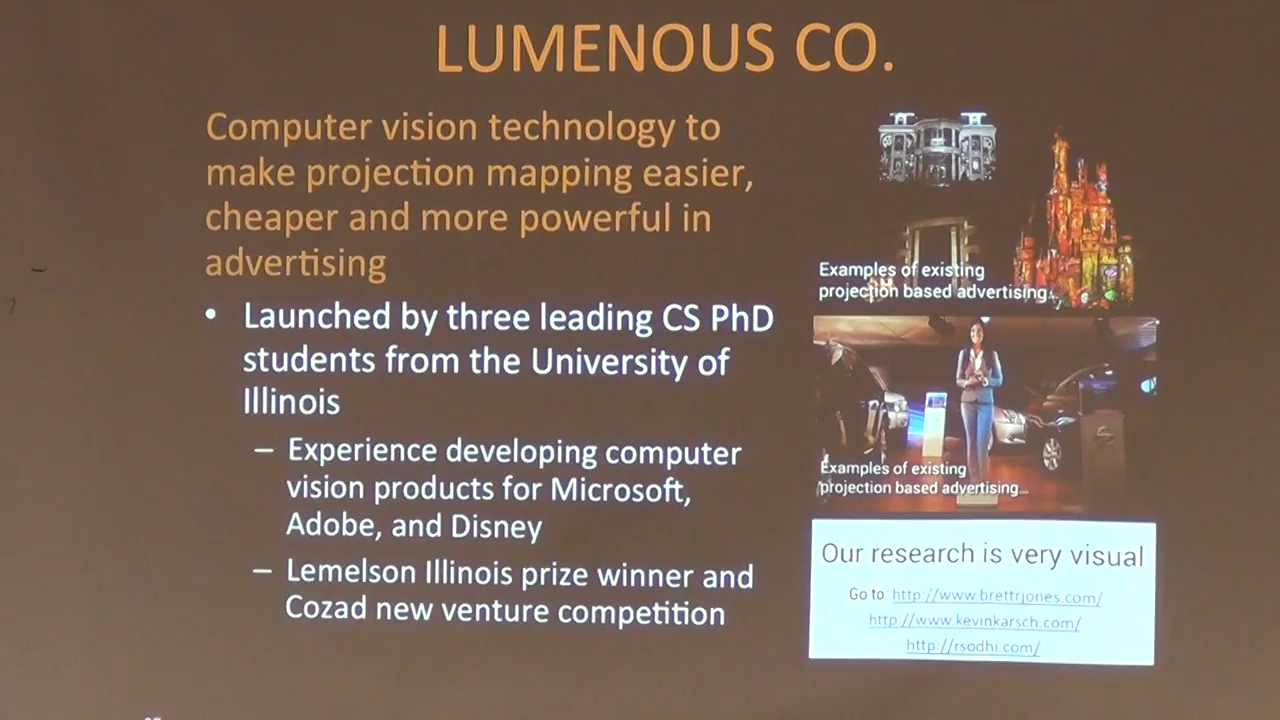 LUMENOUS CO.
Computer vision technology to
make projection mapping easier,
cheaper and more powerful in
advertising
• Launched by three leading CS PhD
students from the University of
Illinois
– Experience developing computer
vision products for Microsoft,
Adobe, and Disney
– Lemelson Illinois prize winner and
Cozad new venture competition
Examples of existing
projection based advertising...
Examples of existing
projection based advertising...
Our research is very visual
Go to: http://www.brettrjones.com/
http://www.kevinkarsch.com/
http://rsodhi.com/